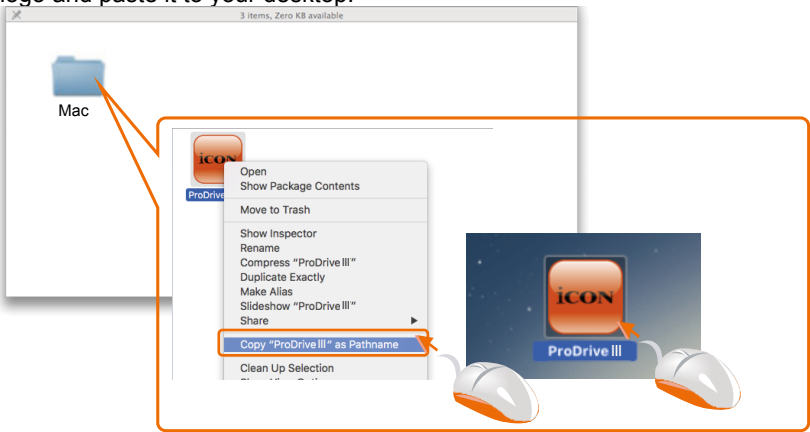 logo and paste it to your desktop.
3 items, Zero KB available
Mac
iCON
ProDrive
Open
Show Package Contents
Move to Trash
Show Inspector
Rename
Compress “ProDrive III”
Duplicate Exactly
Make Alias
Slideshow “ProDrive III”
Share
Copy “ProDrive III” as Pathname
Clean Up Selection
iCON
ProDrive III